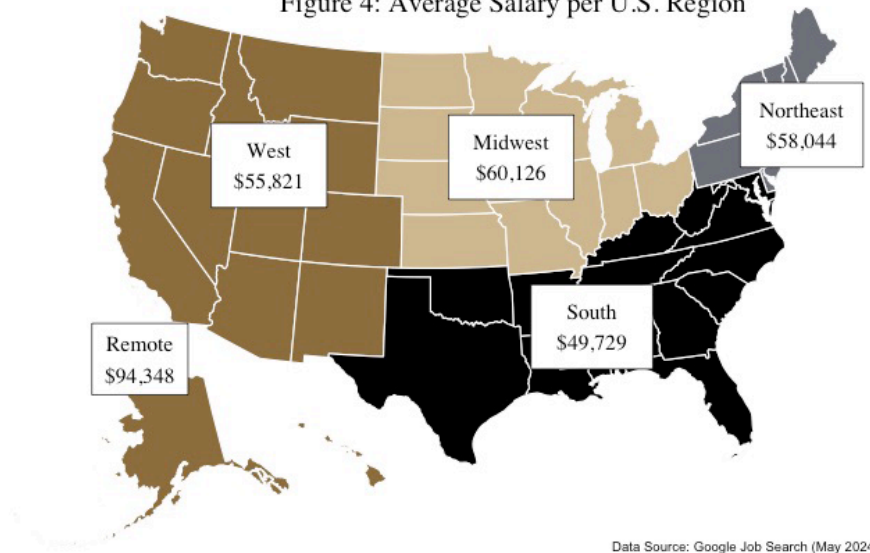 Figure 4: Average Salary per U.S. Region
Northeast
$58,044
West
$55,821
Midwest
$60,126
South
$49,729
Remote
$94,348
Data Source: Google Job Search (May 2024